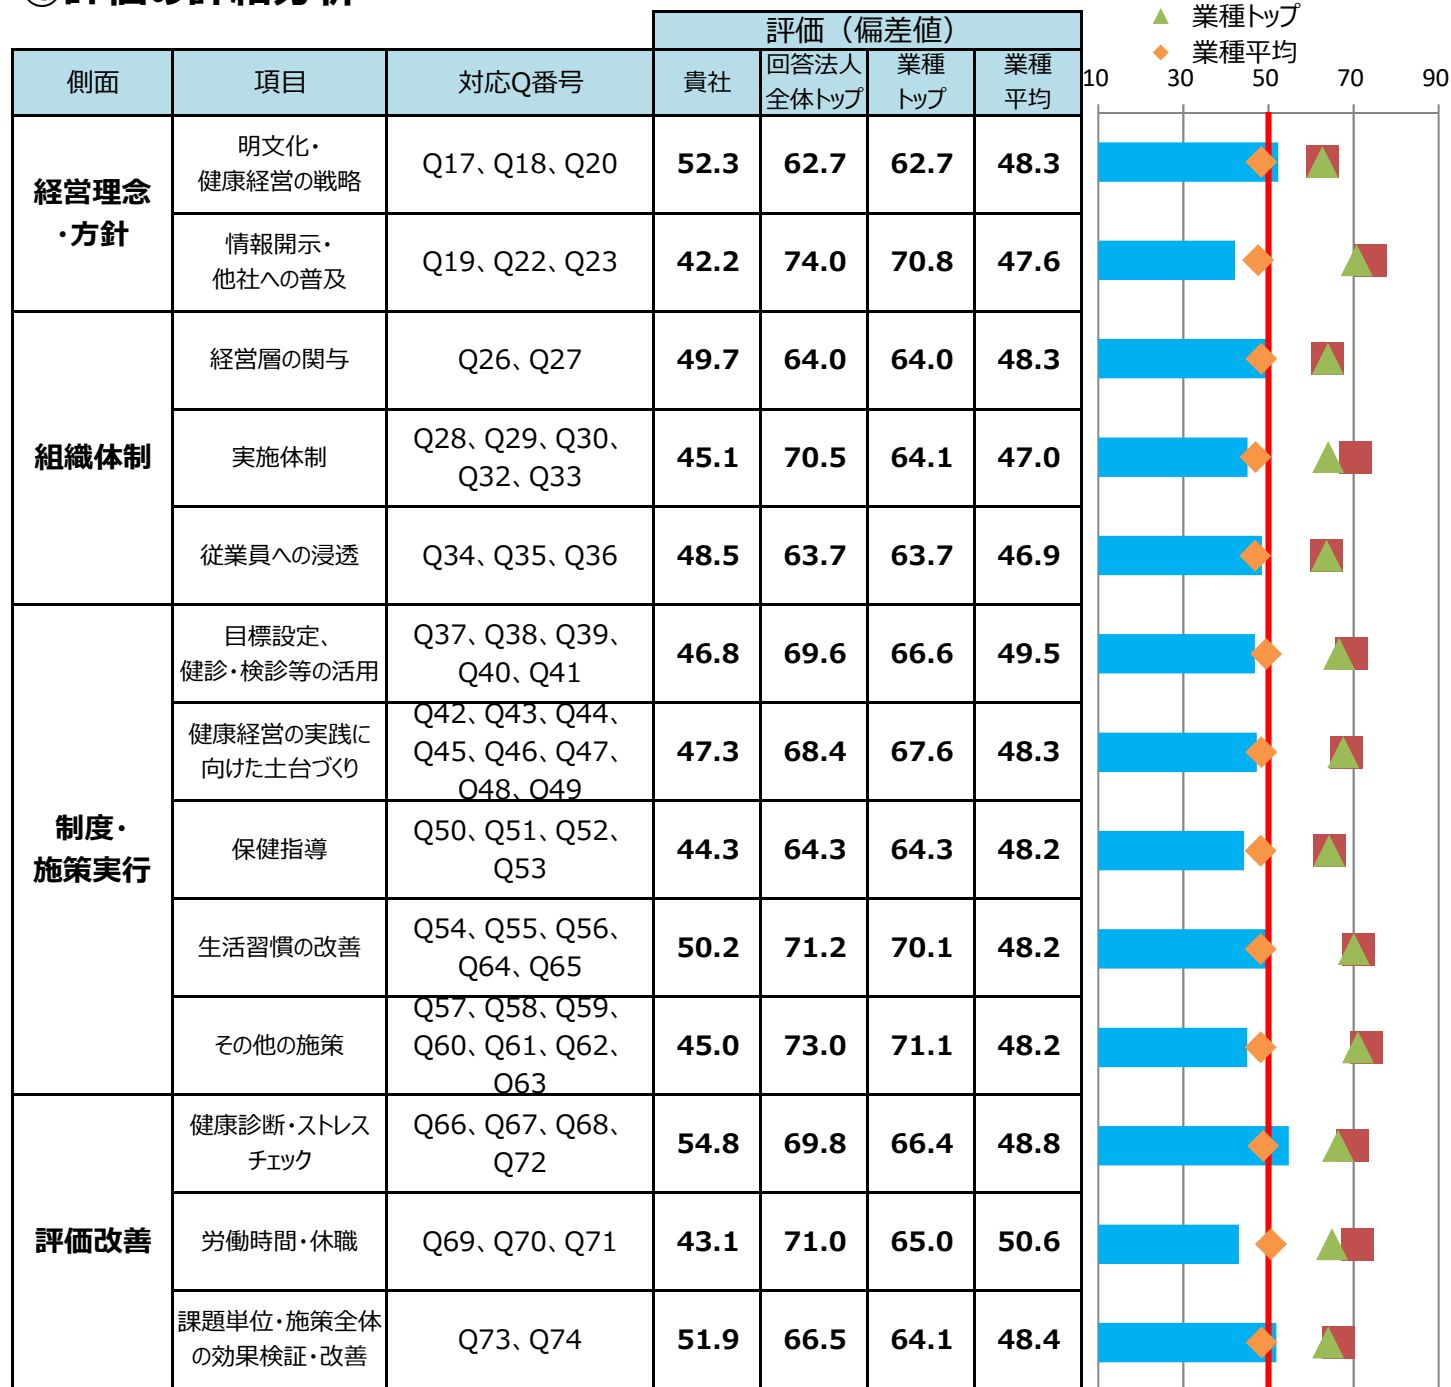 評価（偏差値）
▲ 業種トップ
◆ 業種平均
側面 項目 対応Q番号 貴社 回答法人 業種 業種
全体トップ トップ 平均
10 30 50 70 90
経営理念
・方針
明文化・
健康経営の戦略
Q17、Q18、Q20 52.3 62.7 62.7 48.3
情報開示・
他社への普及
Q19、Q22、Q23 42.2 74.0 70.8 47.6
組織体制
経営層の関与 Q26、Q27 49.7 64.0 64.0 48.3
実施体制
Q28、Q29、Q30、
Q32、Q33
45.1 70.5 64.1 47.0
従業員への浸透 Q34、Q35、Q36 48.5 63.7 63.7 46.9
制度・
施策実行
目標設定、
健診・検診等の活用
Q37、Q38、Q39、
Q40、Q41
46.8 69.6 66.6 49.5
健康経営の実践に
向けた土台づくり
Q42、Q43、Q44、
Q45、Q46、Q47、
Q48、Q49
47.3 68.4 67.6 48.3
保健指導
Q50、Q51、Q52、
Q53
44.3 64.3 64.3 48.2
生活習慣の改善
Q54、Q55、Q56、
Q64、Q65
50.2 71.2 70.1 48.2
その他の施策
Q57、Q58、Q59、
Q60、Q61、Q62、
Q63
45.0 73.0 71.1 48.2
評価改善
健康診断・ストレス
チェック
Q66、Q67、Q68、
Q72
54.8 69.8 66.4 48.8
労働時間・休職 Q69、Q70、Q71 43.1 71.0 65.0 50.6
課題単位・施策全体
の効果検証・改善
Q73、Q74 51.9 66.5 64.1 48.4